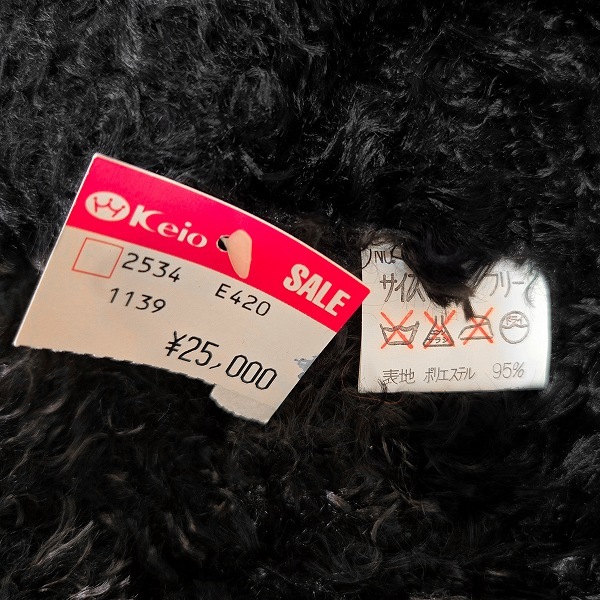 Keio
SALE
2534 E420
1139
¥25,000
サイズ フリー
表地 ポリエステル 95%